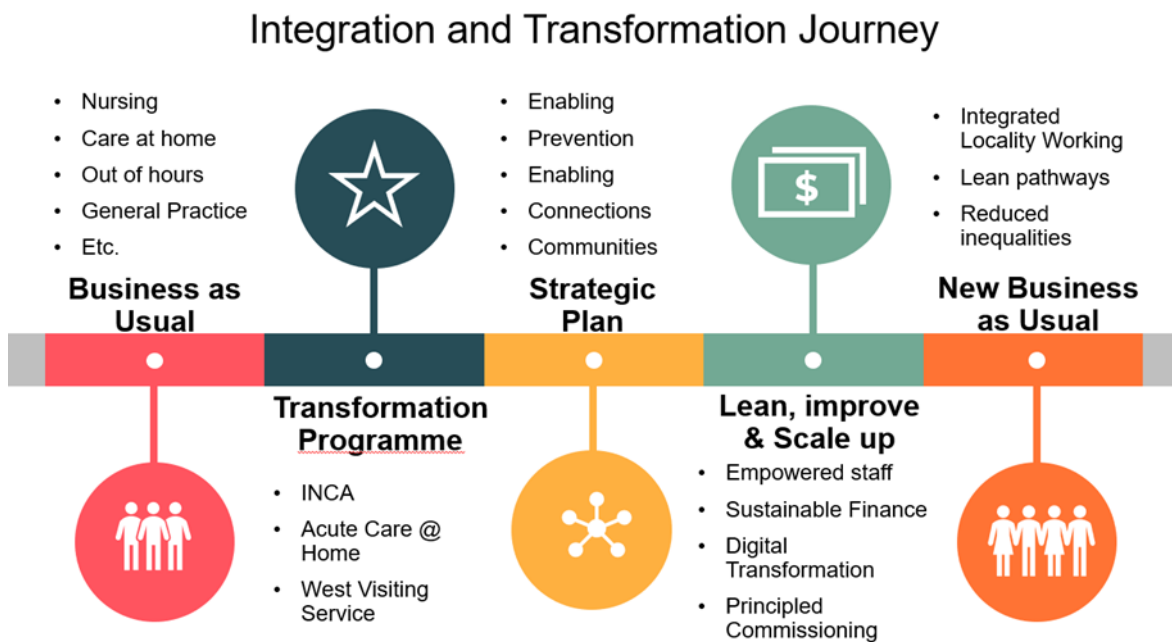 Integration and Transformation Journey
• Nursing
• Care at home
• Out of hours
• General Practice
• Etc.
Business as
Usual
Transformation
Programme
• INCA
• Acute Care @
Home
• West Visiting
Service
• Enabling
• Prevention
• Enabling
• Connections
• Communities
Strategic
Plan
$
Lean, improve
& Scale up
• Empowered staff
• Sustainable Finance
• Digital
Transformation
• Principled
Commissioning
• Integrated
Locality Working
• Lean pathways
• Reduced
inequalities
New Business
as Usual